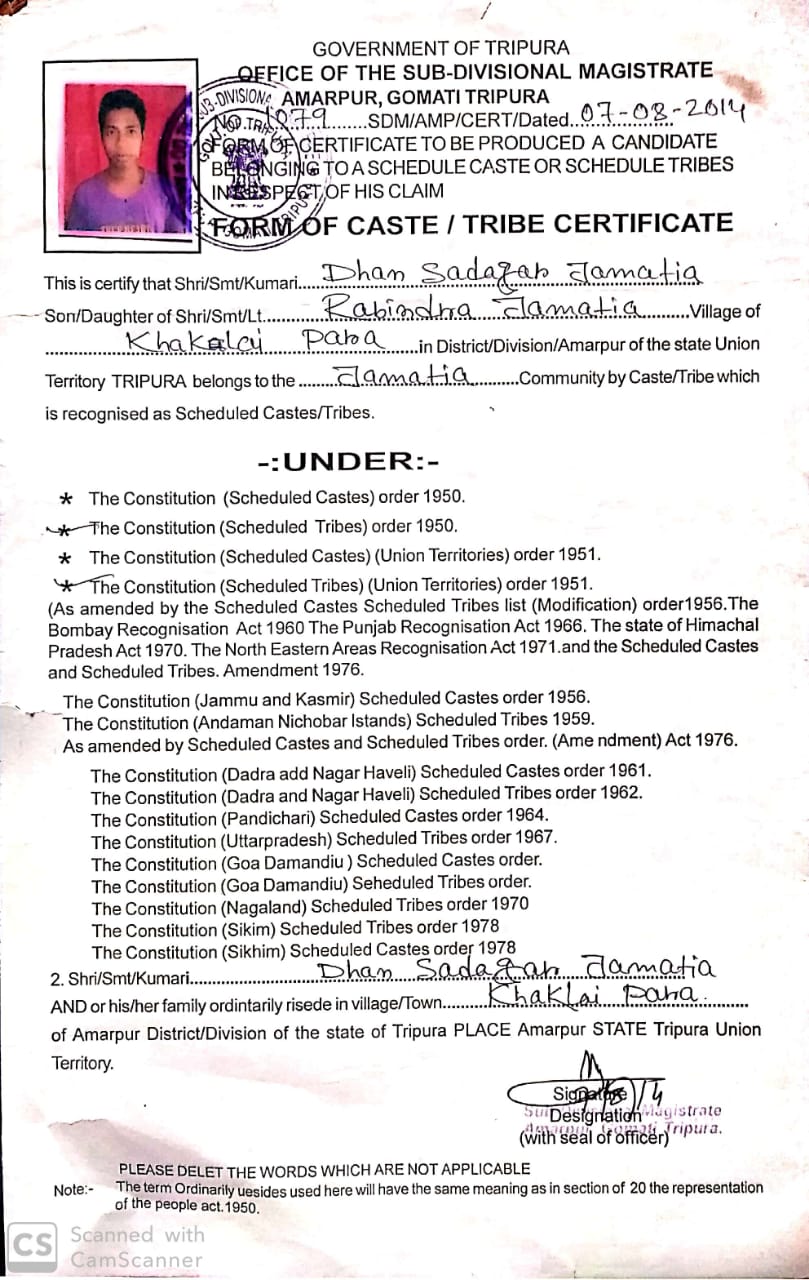 GOVERNMENT OF TRIPURA
OFFICE OF THE SUB-DIVISIONAL MAGISTRATE
AMARPUR, GOMATI TRIPURA
No. 1079.......SDM/AMP/CERT/Dated...07-08-2014
FORM OF CERTIFICATE TO BE PRODUCED A CANDIDATE
BELONGING TO A SCHEDULE CASTE OR SCHEDULE TRIBES
IN RESPECT OF HIS CLAIM
FORM OF CASTE / TRIBE CERTIFICATE
This is certify that Shri/Smt/Kumari....Dhan Sadagar Jamatia
Son/Daughter of Shri/Smt/Lt............Rabindra Jamatia..........Village of
................Khakalai Para.......in District/Division/Amarpur of the state Union
Territory TRIPURA belongs to the .......Jamatia.........Community by Caste/Tribe which
is recognised as Scheduled Castes/Tribes.
-:UNDER:-
* The Constitution (Scheduled Castes) order 1950.
* The Constitution (Scheduled Tribes) order 1950.
* The Constitution (Scheduled Castes) (Union Territories) order 1951.
* The Constitution (Scheduled Tribes) (Union Territories) order 1951.
(As amended by the Scheduled Castes Scheduled Tribes list (Modification) order1956.The
Bombay Recognisation Act 1960 The Punjab Recognisation Act 1966. The state of Himachal
Pradesh Act 1970. The North Eastern Areas Recognisation Act 1971.and the Scheduled Castes
and Scheduled Tribes. Amendment 1976.
The Constitution (Jammu and Kasmir) Scheduled Castes order 1956.
The Constitution (Andaman Nichobar Istands) Scheduled Tribes 1959.
As amended by Scheduled Castes and Scheduled Tribes order. (Ame ndment) Act 1976.
The Constitution (Dadra add Nagar Haveli) Scheduled Castes order 1961.
The Constitution (Dadra and Nagar Haveli) Scheduled Tribes order 1962.
The Constitution (Pandichari) Scheduled Castes order 1964.
The Constitution (Uttarpradesh) Scheduled Tribes order 1967.
The Constitution (Goa Damandiu ) Scheduled Castes order.
The Constitution (Goa Damandiu) Seheduled Tribes order.
The Constitution (Nagaland) Scheduled Tribes order 1970
The Constitution (Sikim) Scheduled Tribes order 1978
The Constitution (Sikhim) Scheduled Castes order 1978
2. Shri/Smt/Kumari............................Dhan Sadagar Jamatia
AND or his/her family ordintarily risede in village/Town.........Khaklai Para.........
of Amarpur District/Division of the state of Tripura PLACE Amarpur STATE Tripura Union
Territory.
Signature
Designation
Sub Divisional Magistrate
Amarpur, Gomati Tripura.
(with seal of officer)
PLEASE DELET THE WORDS WHICH ARE NOT APPLICABLE
Note:- The term Ordinarily uesides used here will have the same meaning as in section of 20 the representation
of the people act.1950.
CS Scanned with
CamScanner